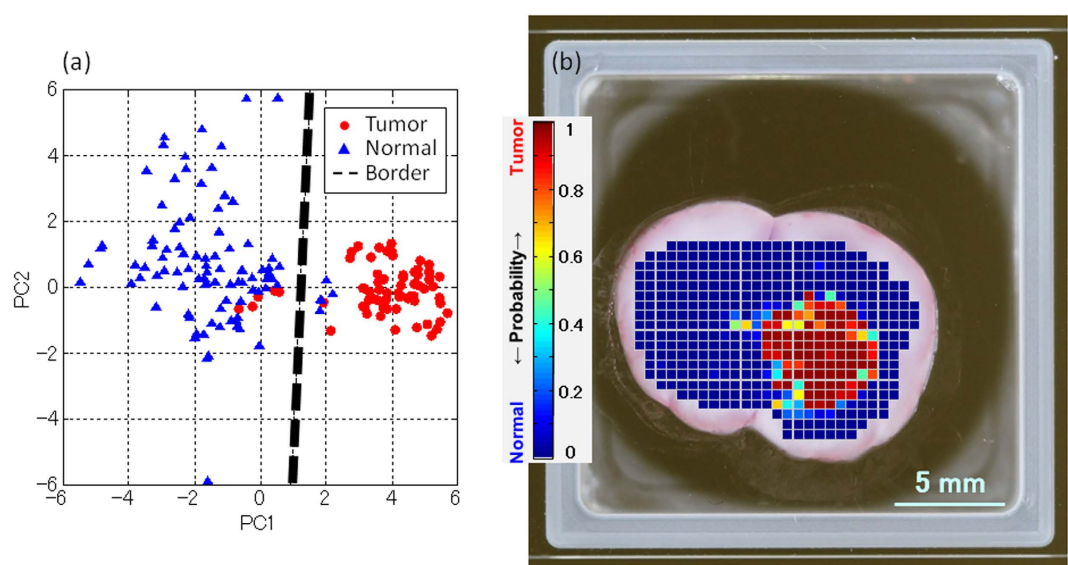 (a)
6
4
2
0
−2
−4
−6
PC2
−6 −4 −2 0 2 4 6
PC1
Tumor
Normal
Border
(b)
Tumor
← Probability→
Normal
1
0.8
0.6
0.4
0.2
0
5 mm